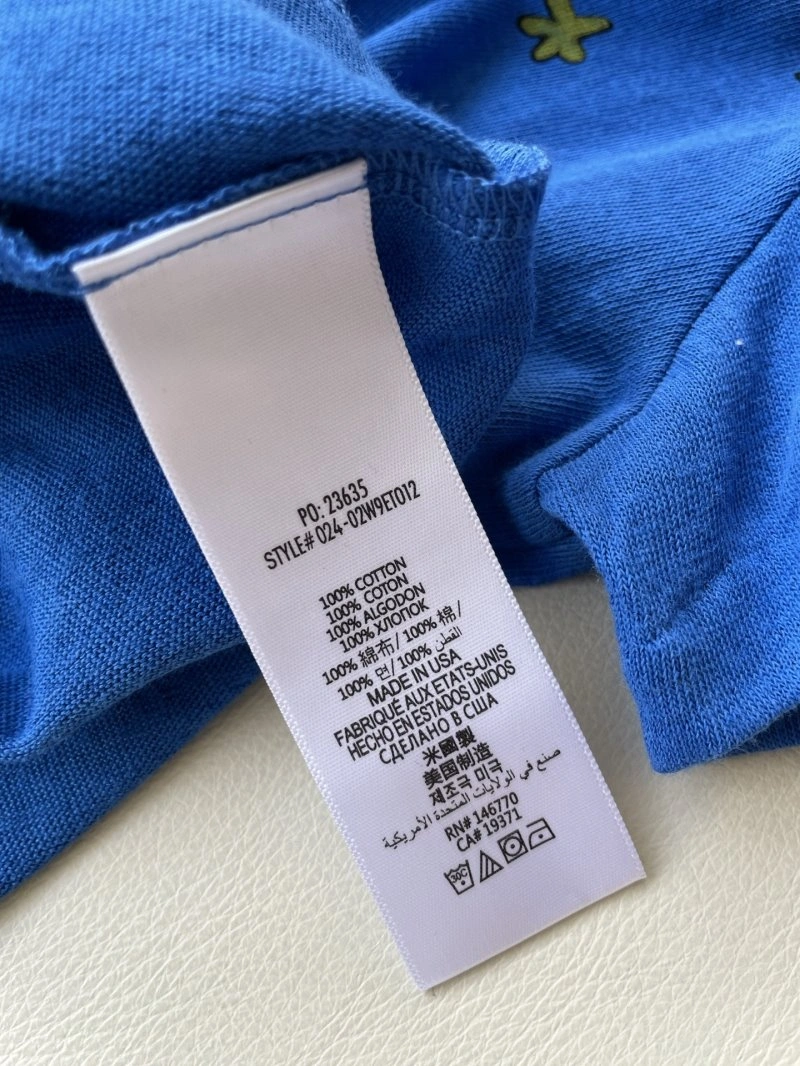 PO: 23635
STYLE# 024-02W9ET012
100% COTTON
100% COTON
100% ALGODON
100% ХЛОПОК
100% 綿布/ 100% 棉/
100% 면/ 100% القطن
MADE IN USA
FABRIQUÉ AUX ETATS-UNIS
HECHO EN ESTADOS UNIDOS
СДЕЛАНО В США
米國製
美国制造
제조국 미국
صنع في الولايات المتحدة الأمريكية
RN# 146770
CA# 19371
30C